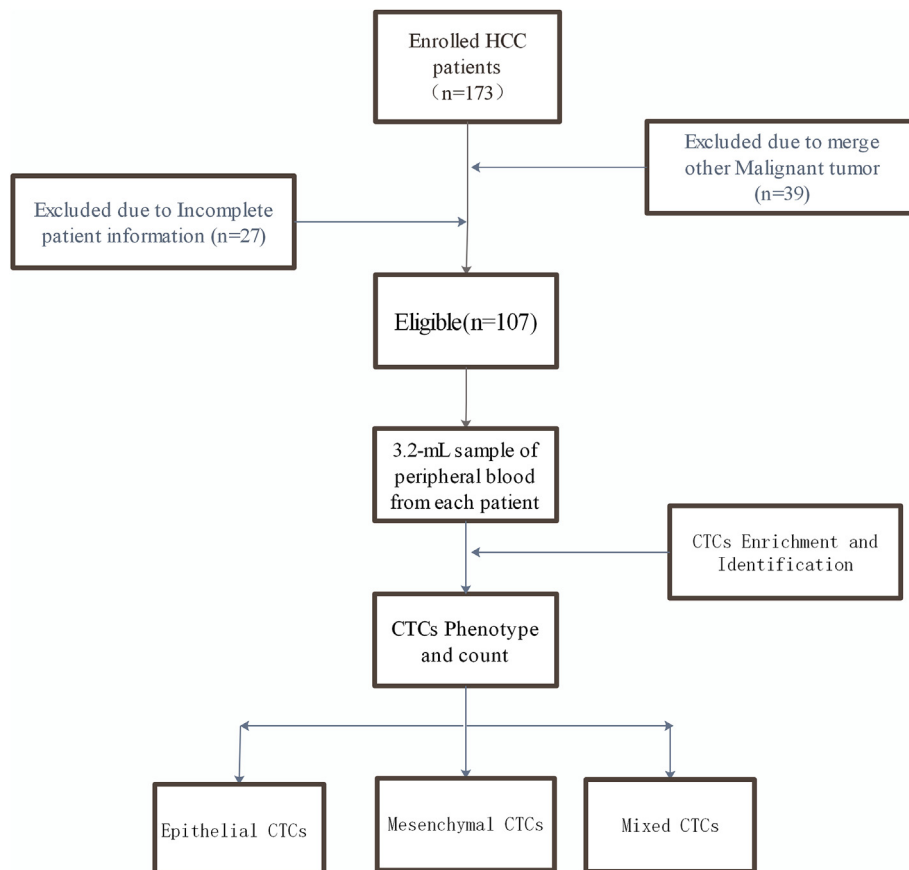 Enrolled HCC
patients
（n=173）
Excluded due to merge
other Malignant tumor
(n=39)
Excluded due to Incomplete
patient information (n=27)
Eligible(n=107)
3.2-mL sample of
peripheral blood
from each patient
CTCs Enrichment and
Identification
CTCs Phenotype
and count
Epithelial CTCs
Mesenchymal CTCs
Mixed CTCs